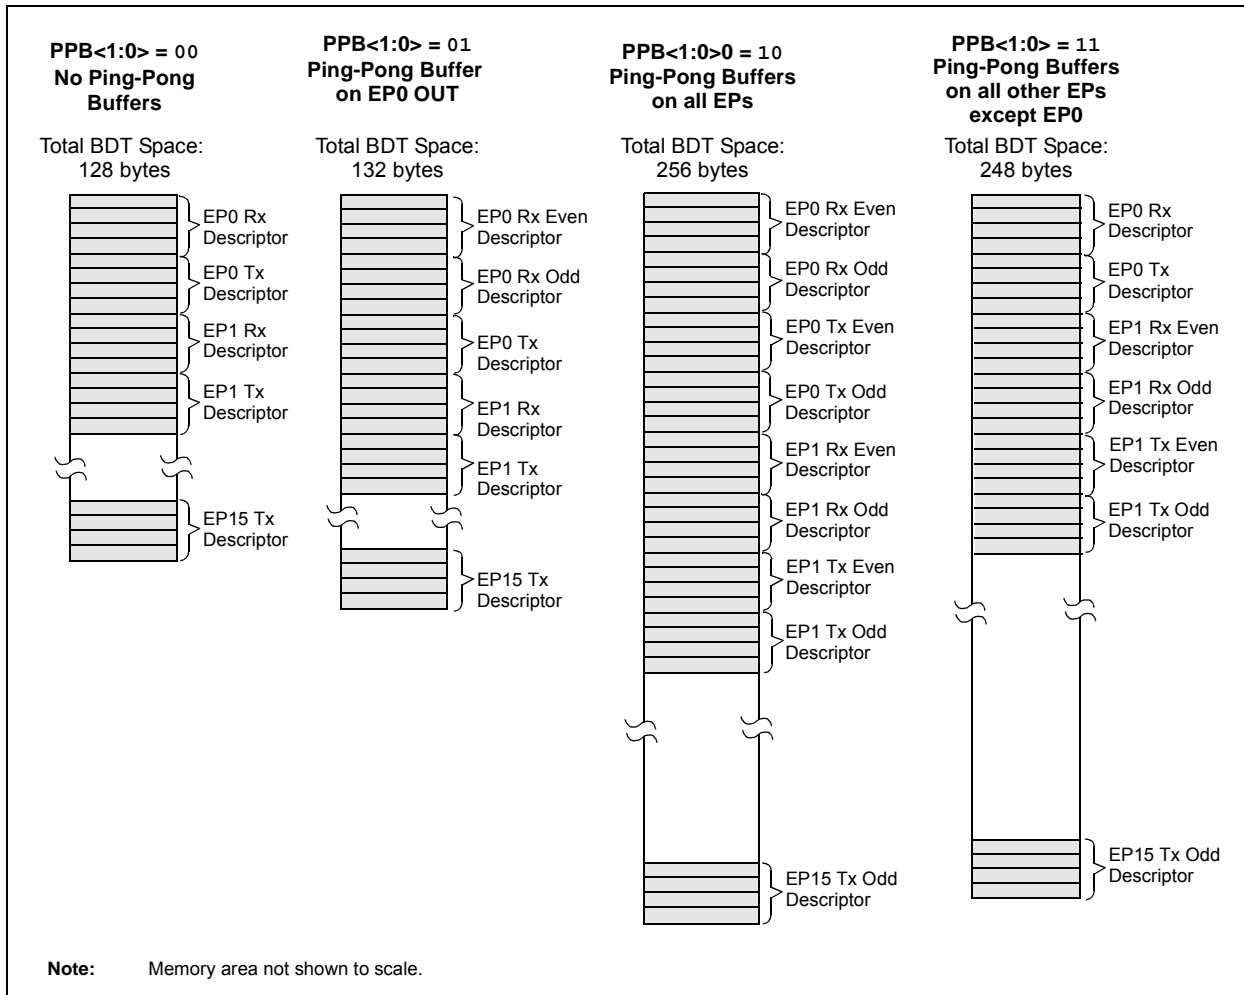 PPB<1:0> = 00
No Ping-Pong
Buffers
Total BDT Space:
128 bytes
EP0 Rx
Descriptor
EP0 Tx
Descriptor
EP1 Rx
Descriptor
EP1 Tx
Descriptor
EP15 Tx
Descriptor
PPB<1:0> = 01
Ping-Pong Buffer
on EP0 OUT
Total BDT Space:
132 bytes
EP0 Rx Even
Descriptor
EP0 Rx Odd
Descriptor
EP0 Tx
Descriptor
EP1 Rx
Descriptor
EP1 Tx
Descriptor
EP15 Tx
Descriptor
PPB<1:0>0 = 10
Ping-Pong Buffers
on all EPs
Total BDT Space:
256 bytes
EP0 Rx Even
Descriptor
EP0 Rx Odd
Descriptor
EP0 Tx Even
Descriptor
EP0 Tx Odd
Descriptor
EP1 Rx Even
Descriptor
EP1 Rx Odd
Descriptor
EP1 Tx Even
Descriptor
EP1 Tx Odd
Descriptor
EP15 Tx Odd
Descriptor
PPB<1:0> = 11
Ping-Pong Buffers
on all other EPs
except EP0
Total BDT Space:
248 bytes
EP0 Rx
Descriptor
EP0 Tx
Descriptor
EP1 Rx Even
Descriptor
EP1 Rx Odd
Descriptor
EP1 Tx Even
Descriptor
EP1 Tx Odd
Descriptor
EP15 Tx Odd
Descriptor
Note: Memory area not shown to scale.